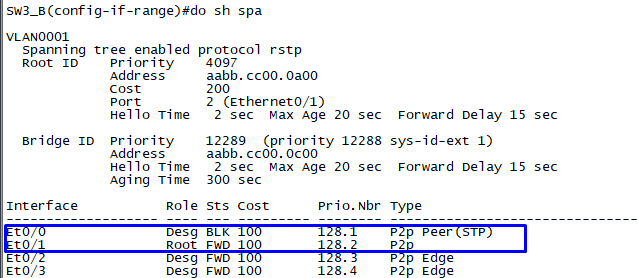 SW3_B(config-if-range)#do sh spa
VLAN0001
Spanning tree enabled protocol rstp
Root ID Priority 4097
Address aabb.cc00.0a00
Cost 200
Port 2 (Ethernet0/1)
Hello Time 2 sec Max Age 20 sec Forward Delay 15 sec
Bridge ID Priority 12289 (priority 12288 sys-id-ext 1)
Address aabb.cc00.0c00
Hello Time 2 sec Max Age 20 sec Forward Delay 15 sec
Aging Time 300 sec
Interface Role Sts Cost Prio.Nbr Type
------------------- ---- --- --------- -------- --------------------------------
Et0/0 Desg BLK 100 128.1 P2p Peer(STP)
Et0/1 Root FWD 100 128.2 P2p
Et0/2 Desg FWD 100 128.3 P2p Edge
Et0/3 Desg FWD 100 128.4 P2p Edge